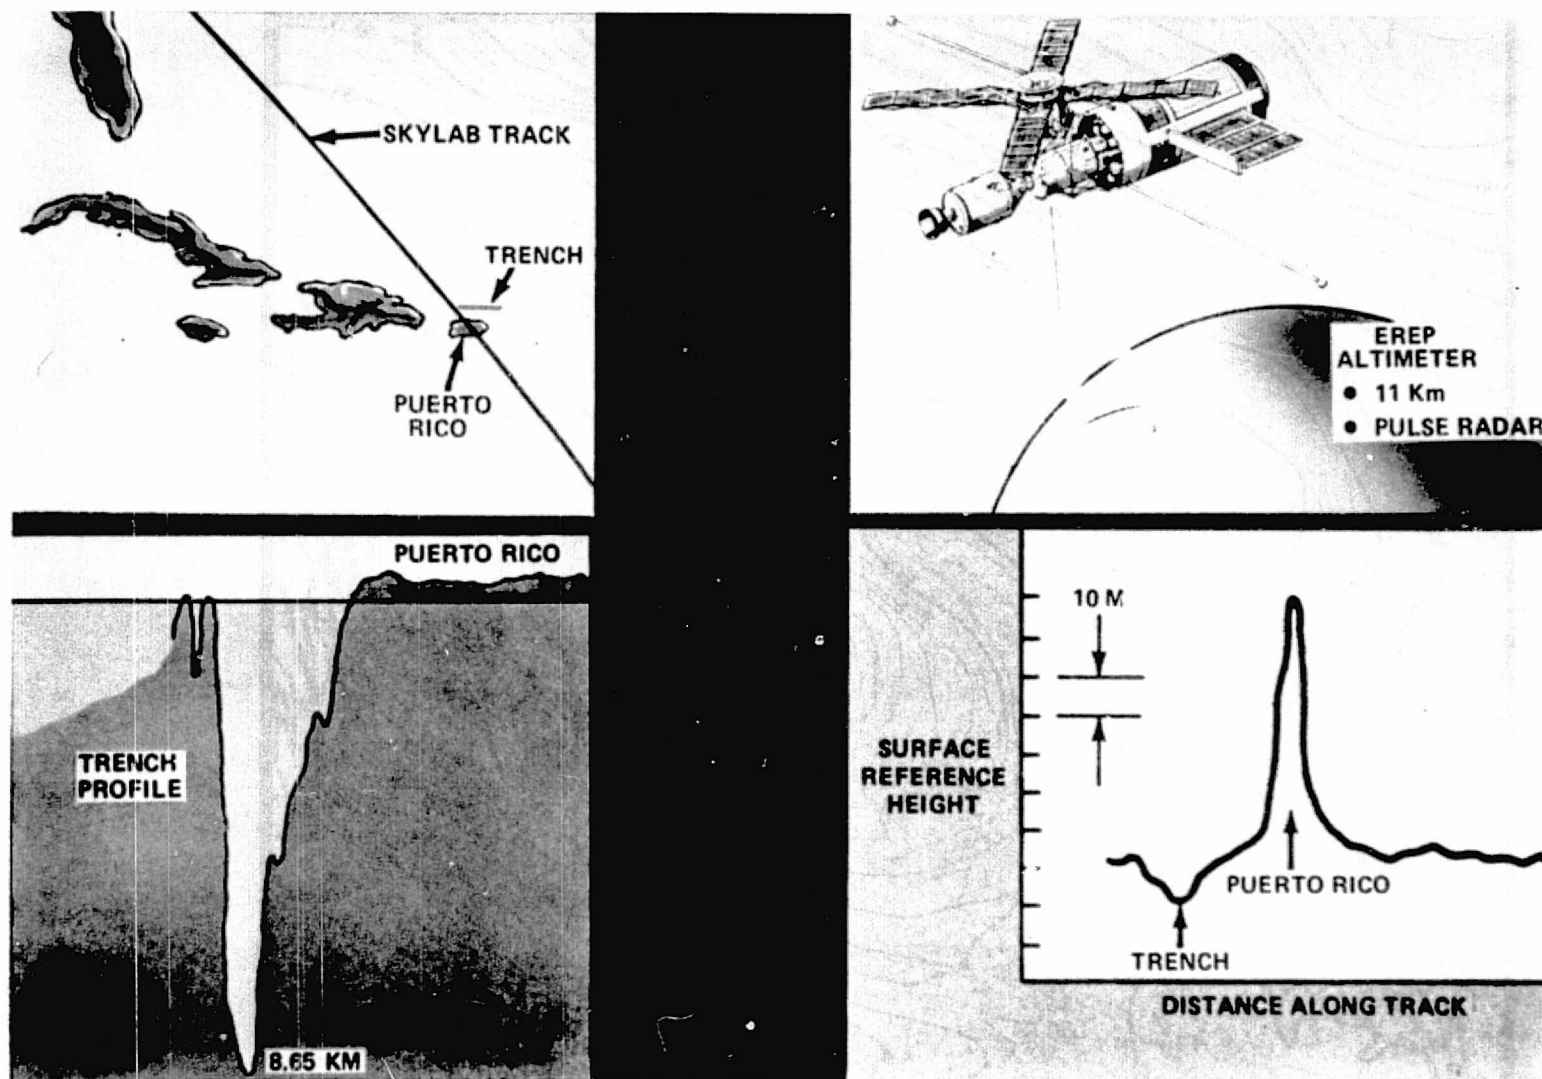 SKYLAB TRACK
TRENCH
PUERTO
RICO
EREP
ALTIMETER
● 11 Km
● PULSE RADAR
PUERTO RICO
TRENCH
PROFILE
8.65 KM
10 M
SURFACE
REFERENCE
HEIGHT
PUERTO RICO
TRENCH
DISTANCE ALONG TRACK